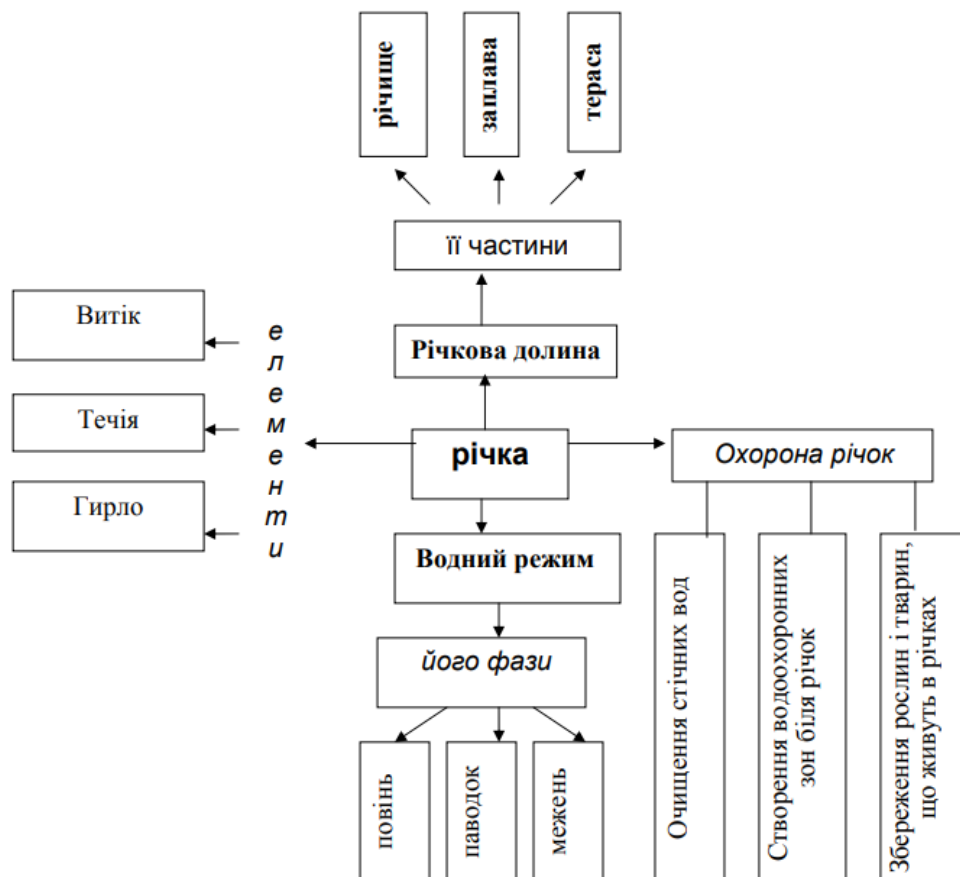 річище
заплава
тераса
її частини
Річкова долина
Витік
Течія
Гирло
елементи
річка
Охорона річок
Водний режим
його фази
повінь
паводок
межень
Очищення стічних вод
Створення водоохоронних
зон біля річок
Збереження рослин і тварин,
що живуть в річках